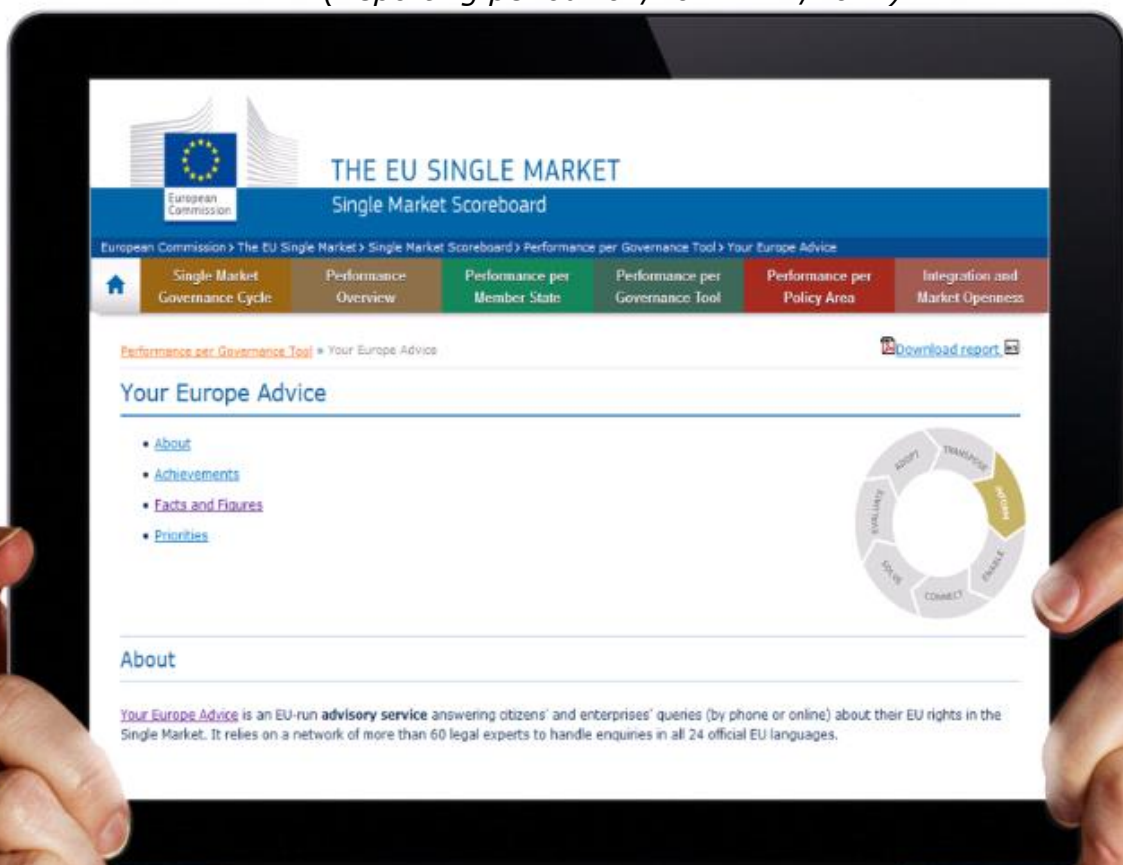 European
Commission
THE EU SINGLE MARKET
Single Market Scoreboard
European Commission > The EU Single Market > Single Market Scoreboard > Performance per Governance Tool > Your Europe Advice
Single Market
Governance Cycle
Performance
Overview
Performance per
Member State
Performance per
Governance Tool
Performance per
Policy Area
Integration and
Market Openness
Performance per Governance Tool » Your Europe Advice
Download report
Your Europe Advice
• About
• Achievements
• Facts and Figures
• Priorities
ADOPT
TRANSPOSE
INFORM
ENABLE
CONNECT
SOLVE
EVALUATE
About
Your Europe Advice is an EU-run advisory service answering citizens' and enterprises' queries (by phone or online) about their EU rights in the
Single Market. It relies on a network of more than 60 legal experts to handle enquiries in all 24 official EU languages.